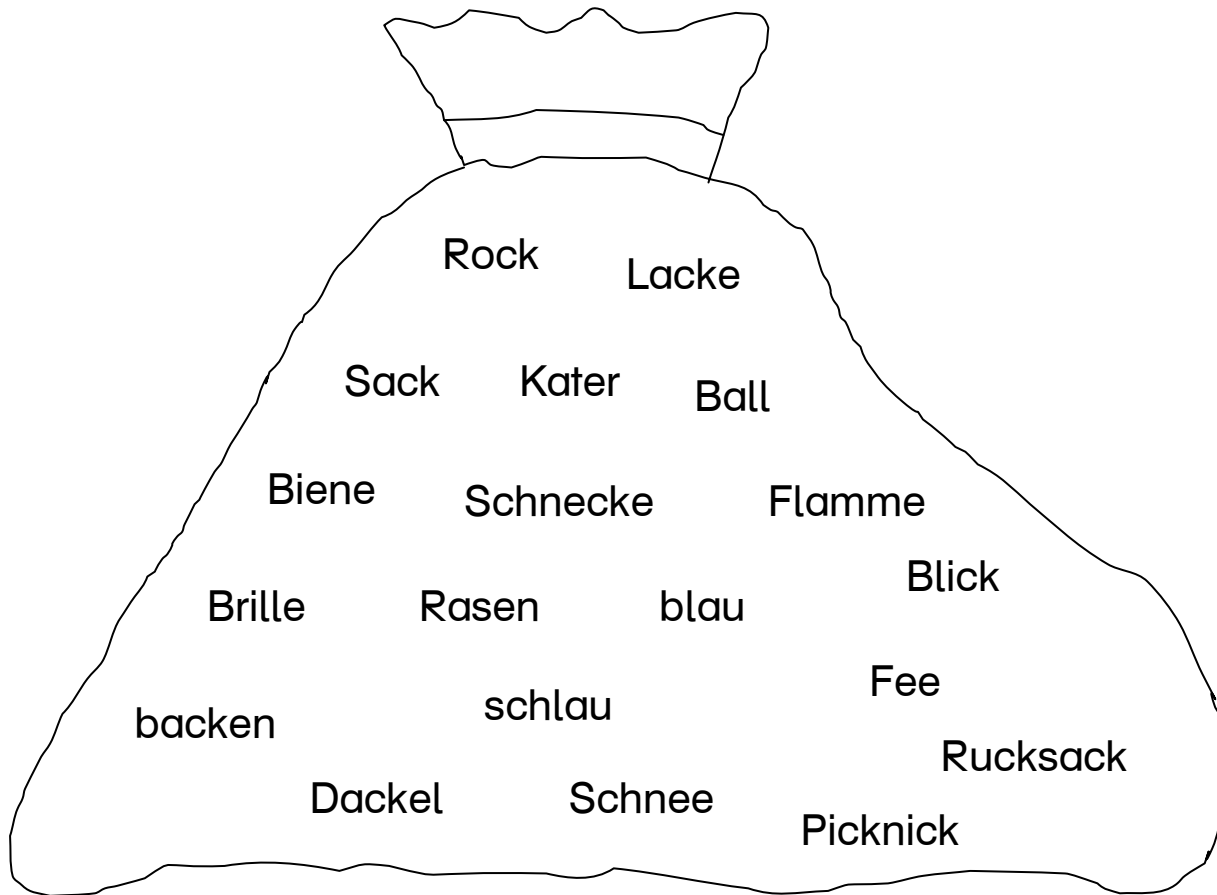 Rock
Lacke
Sack Kater Ball
Biene Schnecke Flamme
Blick
Brille Rasen blau
Fee
backen schlau
Rucksack
Dackel Schnee
Picknick